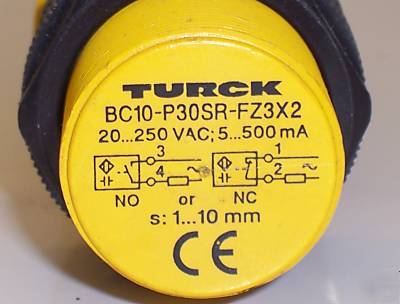 TURCK
BC10-P30SR-FZ3X2
20...250 VAC; 5...500 mA
3 1
4 2
NO or NC
s: 1...10 mm
CE